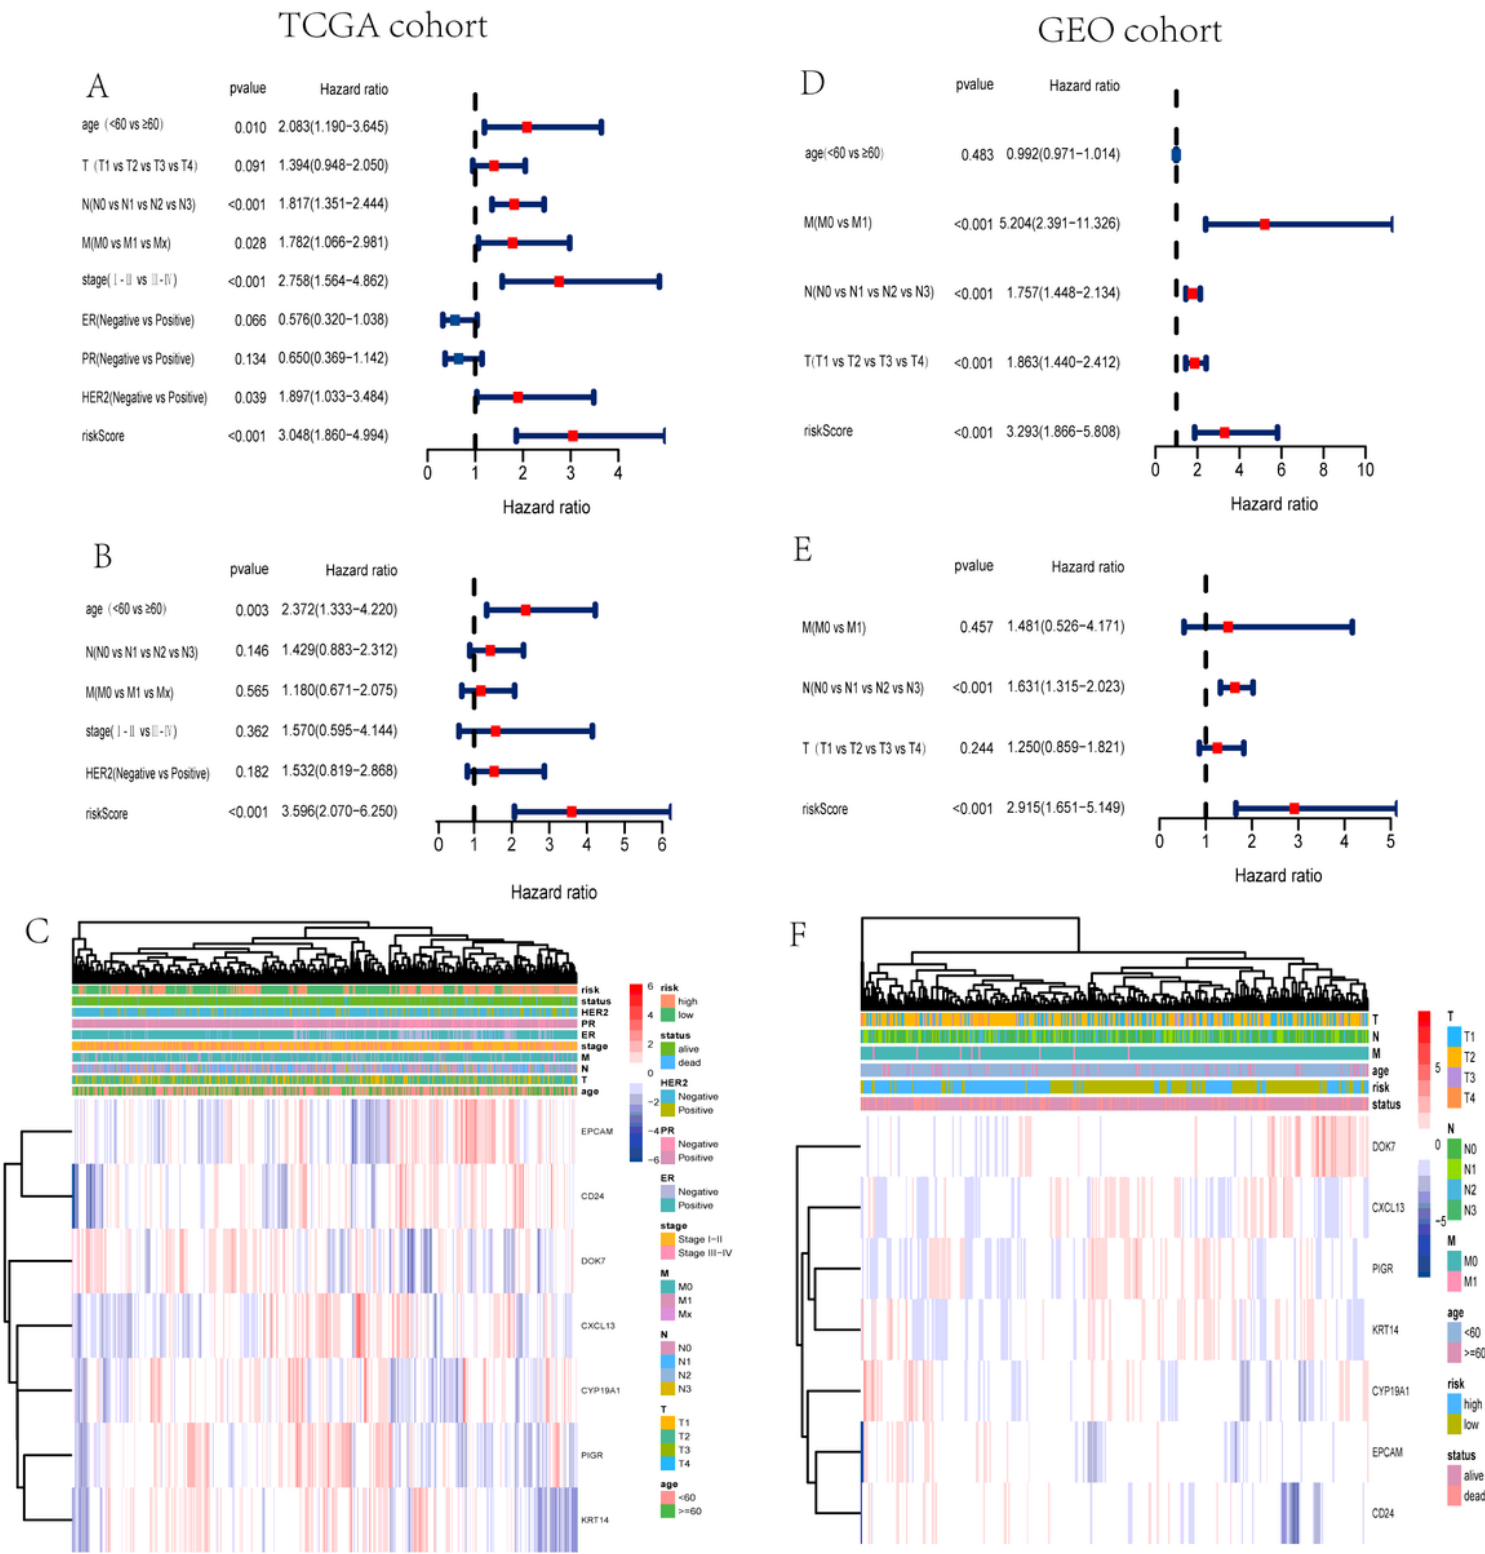 TCGA cohort
GEO cohort
A
pvalue Hazard ratio
age (<60 vs ≥60) 0.010 2.083(1.190−3.645)
T (T1 vs T2 vs T3 vs T4) 0.091 1.394(0.948−2.050)
N(N0 vs N1 vs N2 vs N3) <0.001 1.817(1.351−2.444)
M(M0 vs M1 vs Mx) 0.028 1.782(1.066−2.981)
stage(Ⅰ-Ⅱ vs Ⅲ-Ⅳ) <0.001 2.758(1.564−4.862)
ER(Negative vs Positive) 0.066 0.576(0.320−1.038)
PR(Negative vs Positive) 0.134 0.650(0.369−1.142)
HER2(Negative vs Positive) 0.039 1.897(1.033−3.484)
riskScore <0.001 3.048(1.860−4.994)
0 1 2 3 4
Hazard ratio
D
pvalue Hazard ratio
age(<60 vs ≥60) 0.483 0.992(0.971−1.014)
M(M0 vs M1) <0.001 5.204(2.391−11.326)
N(N0 vs N1 vs N2 vs N3) <0.001 1.757(1.448−2.134)
T(T1 vs T2 vs T3 vs T4) <0.001 1.863(1.440−2.412)
riskScore <0.001 3.293(1.866−5.808)
0 2 4 6 8 10
Hazard ratio
B
pvalue Hazard ratio
age (<60 vs ≥60) 0.003 2.372(1.333−4.220)
N(N0 vs N1 vs N2 vs N3) 0.146 1.429(0.883−2.312)
M(M0 vs M1 vs Mx) 0.565 1.180(0.671−2.075)
stage(Ⅰ-Ⅱ vs Ⅲ-Ⅳ) 0.362 1.570(0.595−4.144)
HER2(Negative vs Positive) 0.182 1.532(0.819−2.868)
riskScore <0.001 3.596(2.070−6.250)
0 1 2 3 4 5 6
Hazard ratio
E
pvalue Hazard ratio
M(M0 vs M1) 0.457 1.481(0.526−4.171)
N(N0 vs N1 vs N2 vs N3) <0.001 1.631(1.315−2.023)
T (T1 vs T2 vs T3 vs T4) 0.244 1.250(0.859−1.821)
riskScore <0.001 2.915(1.651−5.149)
0 1 2 3 4 5
Hazard ratio
C
risk
status
HER2
PR
ER
stage
M
N
T
age
EPCAM
CD24
DOK7
CXCL13
CYP19A1
PIGR
KRT14
6
4
2
0
−2
−4
−6
risk
high
low
status
alive
dead
HER2
Negative
Positive
PR
Negative
Positive
ER
Negative
Positive
stage
Stage I−II
Stage III−IV
M
M0
M1
Mx
N
N0
N1
N2
N3
T
T1
T2
T3
T4
age
<60
>=60
F
T
N
M
age
risk
status
DOK7
CXCL13
PIGR
KRT14
CYP19A1
EPCAM
CD24
5
0
−5
T
T1
T2
T3
T4
N
N0
N1
N2
N3
M
M0
M1
age
<60
>=60
risk
high
low
status
alive
dead